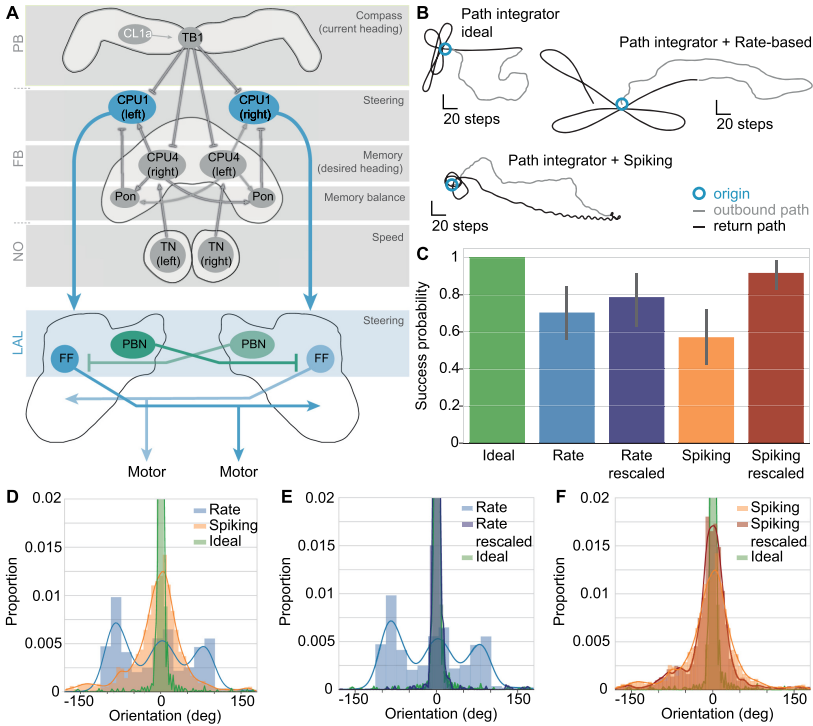 A
PB
CL1a
TB1
Compass
(current heading)
CPU1
(left)
CPU1
(right)
Steering
FB
CPU4
(right)
CPU4
(left)
Memory
(desired heading)
Pon
Pon
Memory balance
NO
TN
(left)
TN
(right)
Speed
LAL
Steering
PBN
PBN
FF
FF
Motor
Motor
B
Path integrator
ideal
20 steps
Path integrator + Rate-based
20 steps
Path integrator + Spiking
20 steps
origin
outbound path
return path
C
Success probability
1
0.8
0.6
0.4
0.20
0
Ideal
Rate
Rate
rescaled
Spiking
Spiking
rescaled
D
Proportion
0.02
0.015
0.01
0.005
0
-150
0
150
Orientation (deg)
Rate
Spiking
Ideal
E
Proportion
0.02
0.015
0.01
0.005
0
-150
0
150
Orientation (deg)
Rate
Rate
rescaled
Ideal
F
Proportion
0.02
0.015
0.01
0.005
0
-150
0
150
Orientation (deg)
Spiking
Spiking
rescaled
Ideal